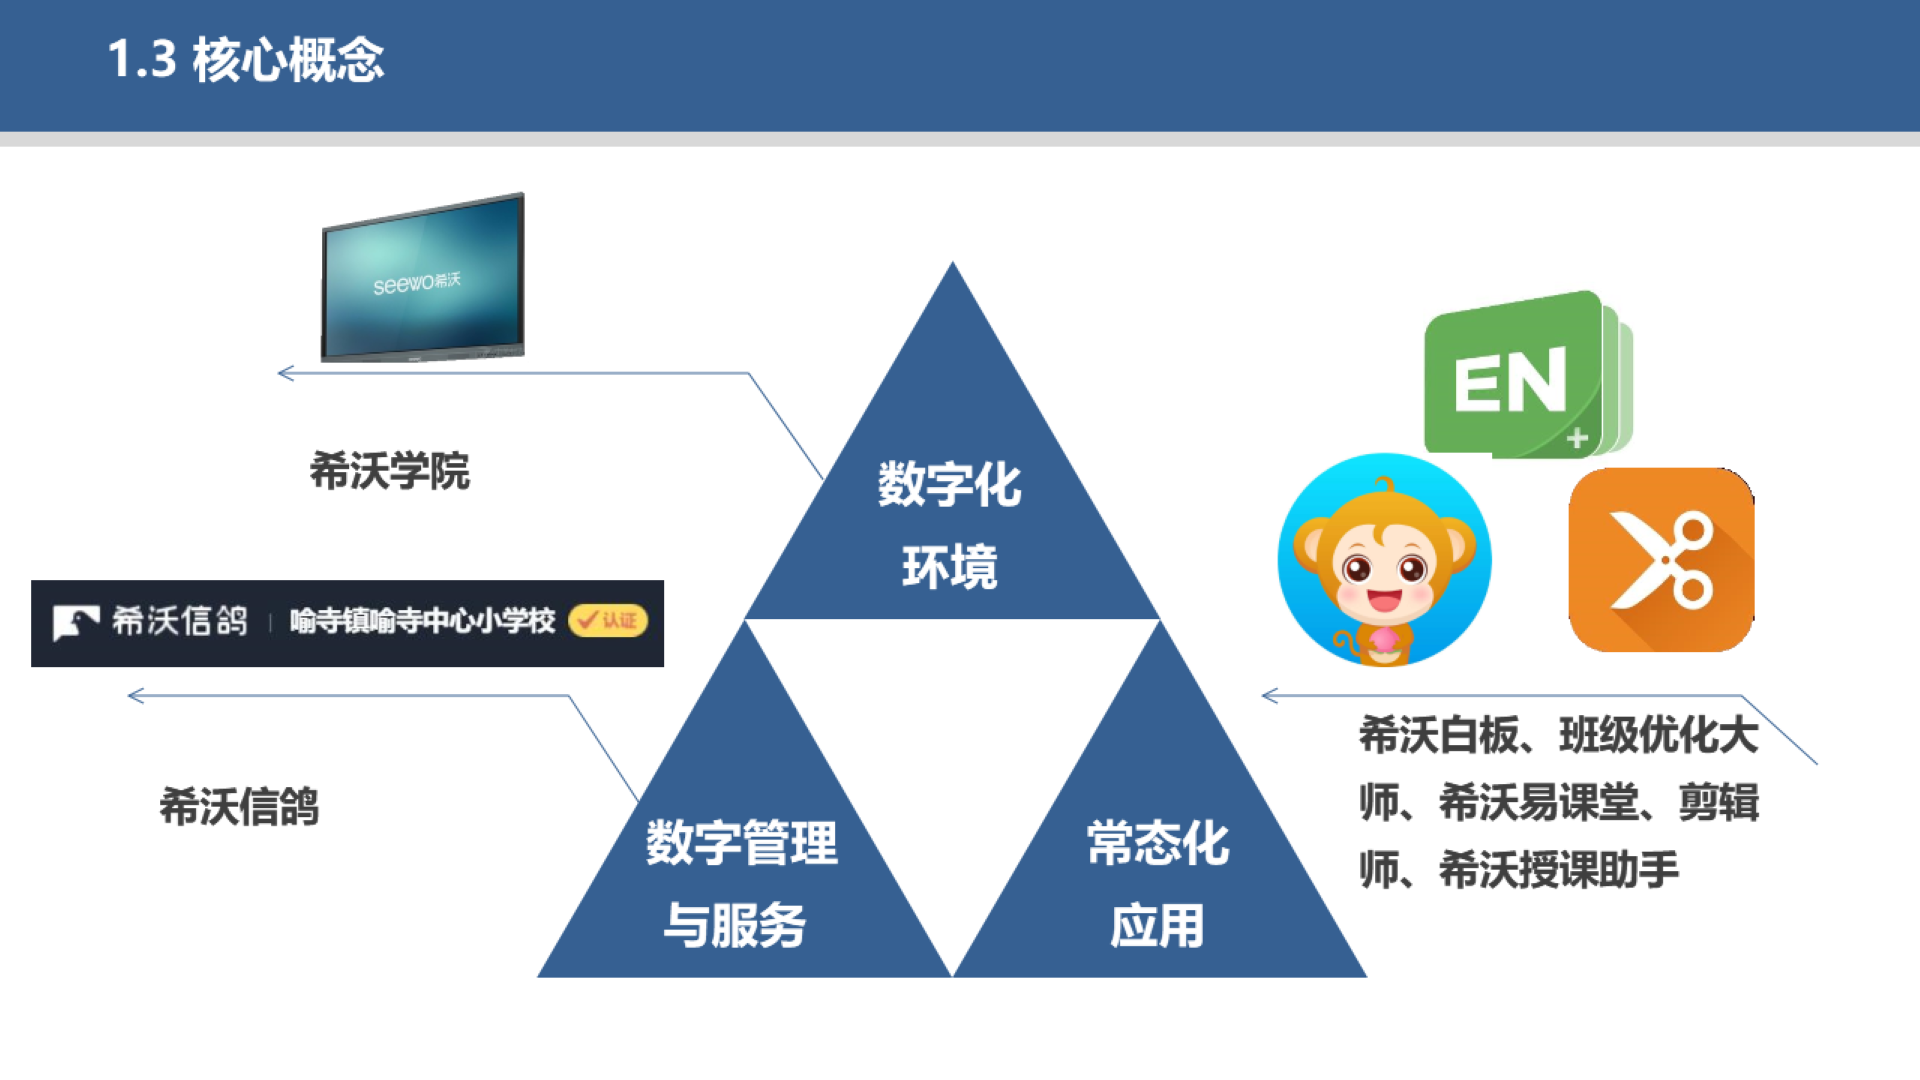 1.3 核心概念
seewo希沃
希沃学院
希沃信鸽 喻寺镇喻寺中心小学校 认证
希沃信鸽
数字化
环境
数字管理
与服务
常态化
应用
EN
希沃白板、班级优化大
师、希沃易课堂、剪辑
师、希沃授课助手